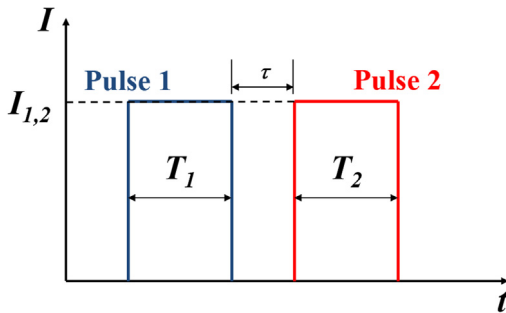 I
Pulse 1
τ
Pulse 2
I1,2
T1
T2
t